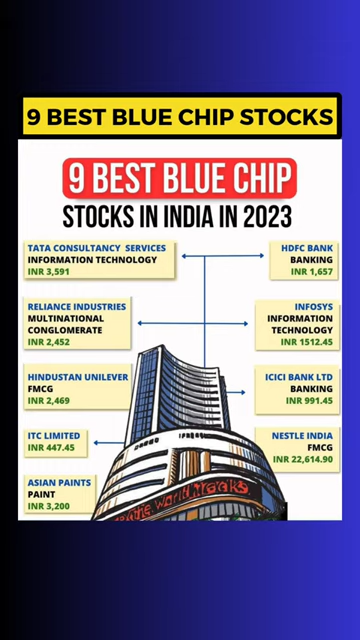 9 BEST BLUE CHIP STOCKS
9 BEST BLUE CHIP
STOCKS IN INDIA IN 2023
TATA CONSULTANCY SERVICES
INFORMATION TECHNOLOGY
INR 3,591
HDFC BANK
BANKING
INR 1,657
RELIANCE INDUSTRIES
MULTINATIONAL
CONGLOMERATE
INR 2,452
INFOSYS
INFORMATION
TECHNOLOGY
INR 1512.45
HINDUSTAN UNILEVER
FMCG
INR 2,469
ICICI BANK LTD
BANKING
INR 991.45
ITC LIMITED
INR 447.45
NESTLE INDIA
FMCG
INR 22,614.90
ASIAN PAINTS
PAINT
INR 3,200
the world tracks